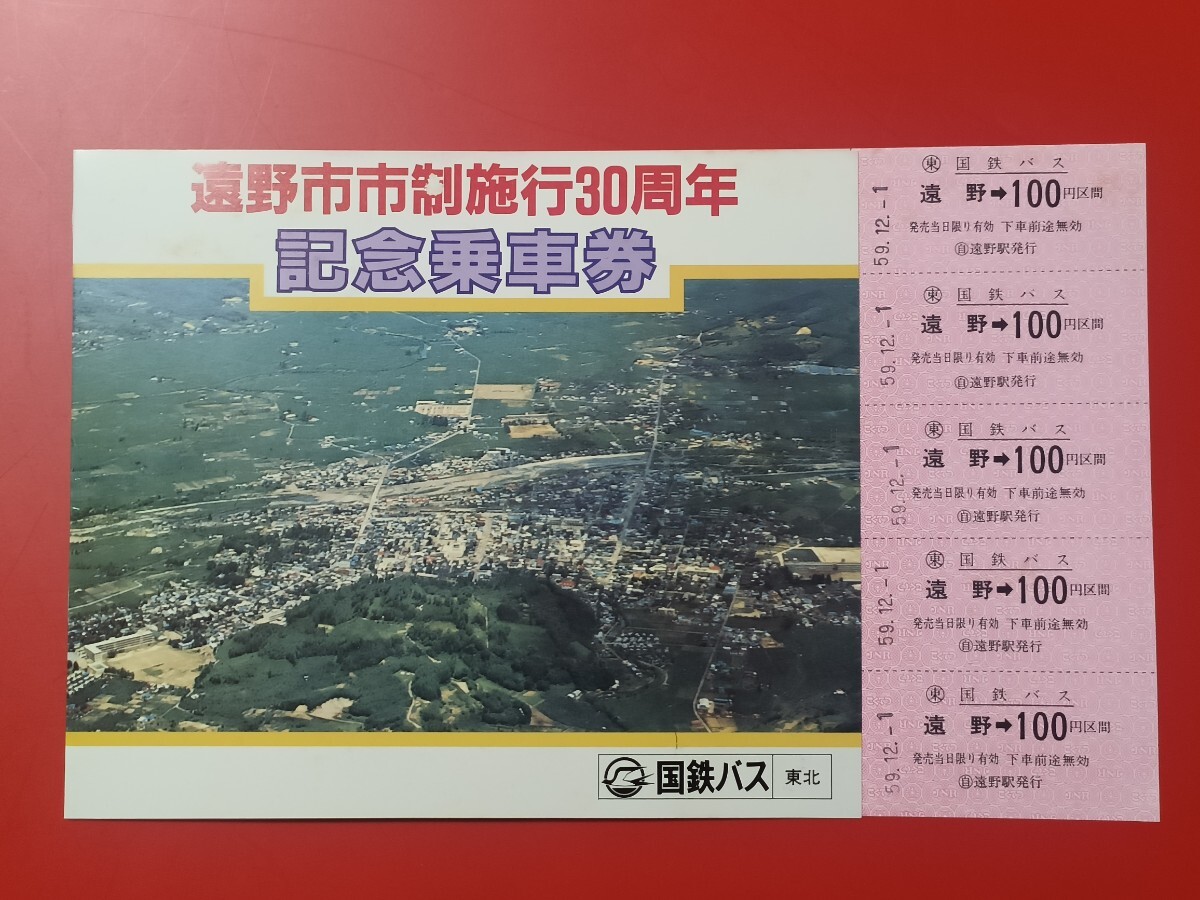 遠野市市制施行30周年
記念乗車券
国鉄バス 東北
東 国鉄バス
遠野➡100円区間
発売当日限り有効 下車前途無効
自遠野駅発行
59.12.-1
東 国鉄バス
遠野➡100円区間
発売当日限り有効 下車前途無効
自遠野駅発行
59.12.-1
東 国鉄バス
遠野➡100円区間
発売当日限り有効 下車前途無効
自遠野駅発行
59.12.-1
東 国鉄バス
遠野➡100円区間
発売当日限り有効 下車前途無効
自遠野駅発行
59.12.-1
東 国鉄バス
遠野➡100円区間
発売当日限り有効 下車前途無効
自遠野駅発行
59.12.-1